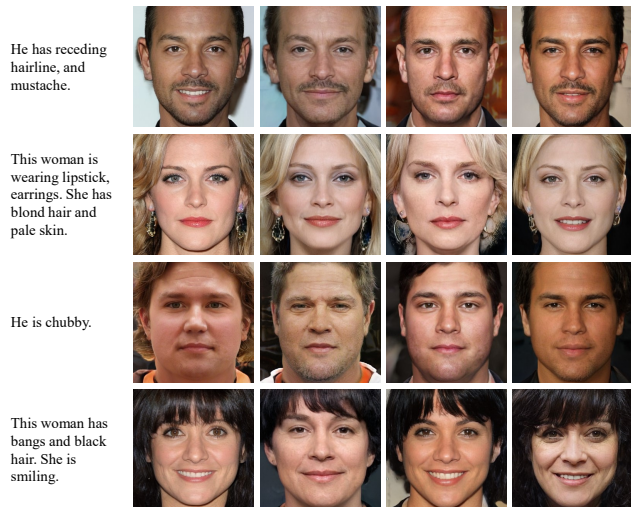 He has receding
hairline, and
mustache.
This woman is
wearing lipstick,
earrings. She has
blond hair and
pale skin.
He is chubby.
This woman has
bangs and black
hair. She is
smiling.